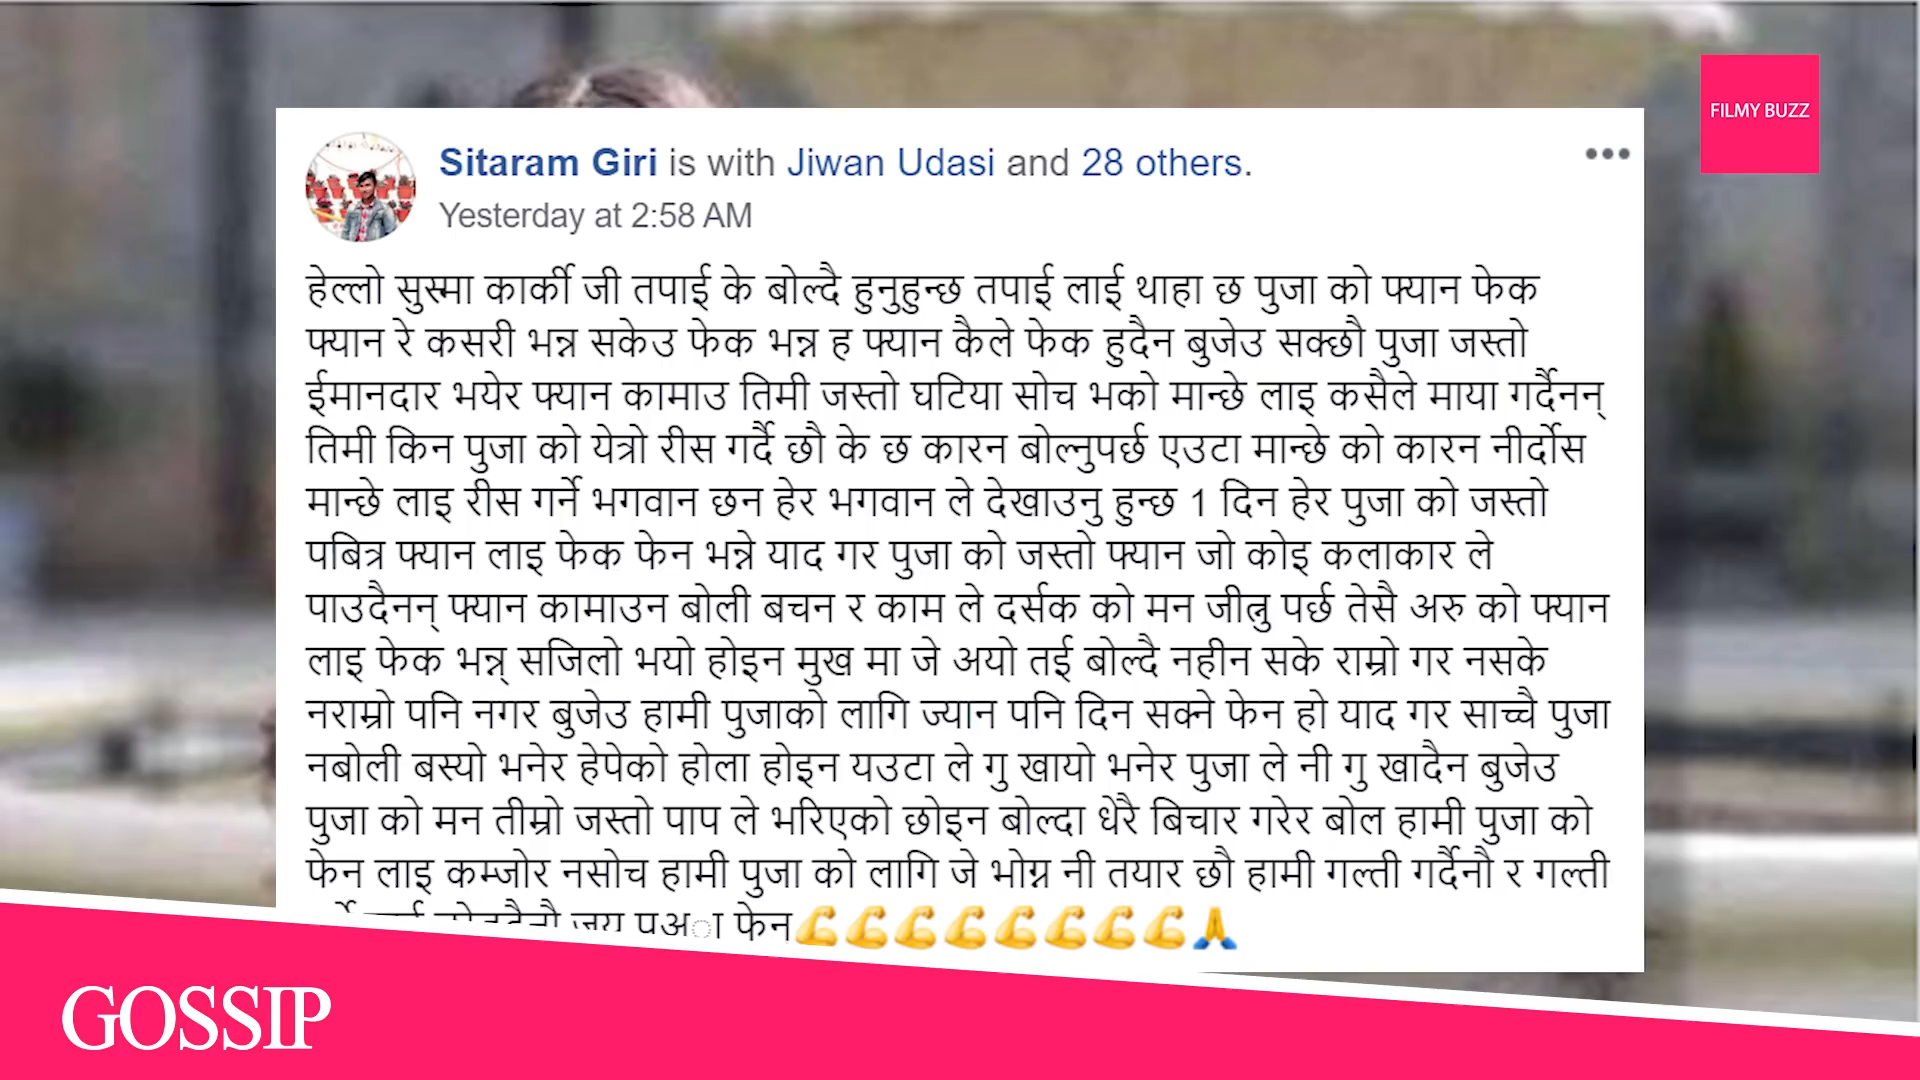 FILMY BUZZ
Sitaram Giri is with Jiwan Udasi and 28 others.
Yesterday at 2:58 AM
हेल्लो सुस्मा कार्की जी तपाई के बोल्दै हुनुहुन्छ तपाई लाई थाहा छ पुजा को फ्यान फेक
फ्यान रे कसरी भन्न सकेउ फेक भन्न ह फ्यान कैले फेक हुदैन बुजेउ सक्छौ पुजा जस्तो
ईमानदार भयेर फ्यान कामाउ तिमी जस्तो घटिया सोच भको मान्छे लाइ कसैले माया गर्दैनन्
तिमी किन पुजा को येत्रो रीस गर्दै छौ के छ कारन बोल्नुपर्छ एउटा मान्छे को कारन नीर्दोस
मान्छे लाइ रीस गर्ने भगवान छन हेर भगवान ले देखाउनु हुन्छ 1 दिन हेर पुजा को जस्तो
पबित्र फ्यान लाइ फेक फेन भन्ने याद गर पुजा को जस्तो फ्यान जो कोइ कलाकार ले
पाउदैनन् फ्यान कामाउन बोली बचन र काम ले दर्सक को मन जीत्नु पर्छ तेसै अरु को फ्यान
लाइ फेक भन्न् सजिलो भयो होइन मुख मा जे अयो तई बोल्दै नहीन सके राम्रो गर नसके
नराम्रो पनि नगर बुजेउ हामी पुजाको लागि ज्यान पनि दिन सक्ने फेन हो याद गर साच्चै पुजा
नबोली बस्यो भनेर हेपेको होला होइन यउटा ले गु खायो भनेर पुजा ले नी गु खादैन बुजेउ
पुजा को मन तीम्रो जस्तो पाप ले भरिएको छोइन बोल्दा धेरै बिचार गरेर बोल हामी पुजा को
फेन लाइ कम्जोर नसोच हामी पुजा को लागि जे भोग्न नी तयार छौ हामी गल्ती गर्दैनौ र गल्ती
जय पुअा फेन💪💪💪💪💪💪💪💪🙏
GOSSIP